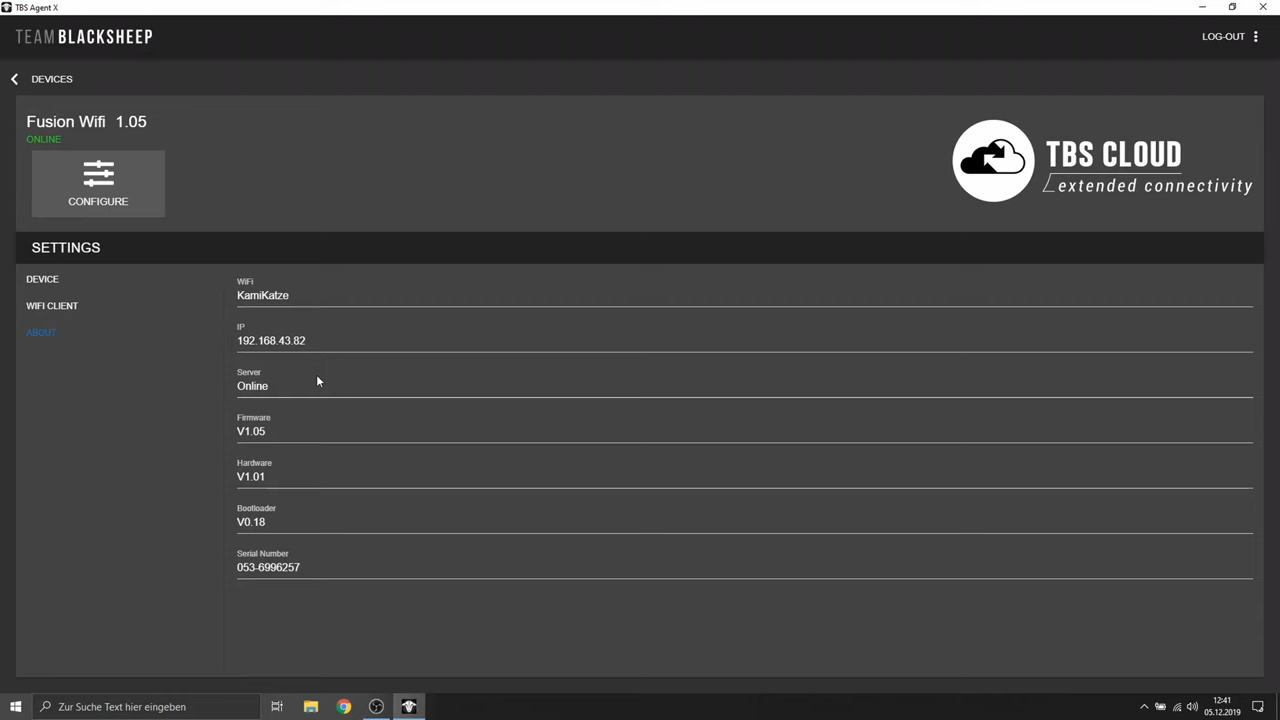 TBS Agent X
TEAMBLACKSHEEP
LOG-OUT
DEVICES
Fusion Wifi 1.05
ONLINE
CONFIGURE
TBS CLOUD
extended connectivity
SETTINGS
DEVICE
WIFI CLIENT
ABOUT
WiFi
KamiKatze
IP
192.168.43.82
Server
Online
Firmware
V1.05
Hardware
V1.01
Bootloader
V0.18
Serial Number
053-6996257
Zur Suche Text hier eingeben
12:41
05.12.2019